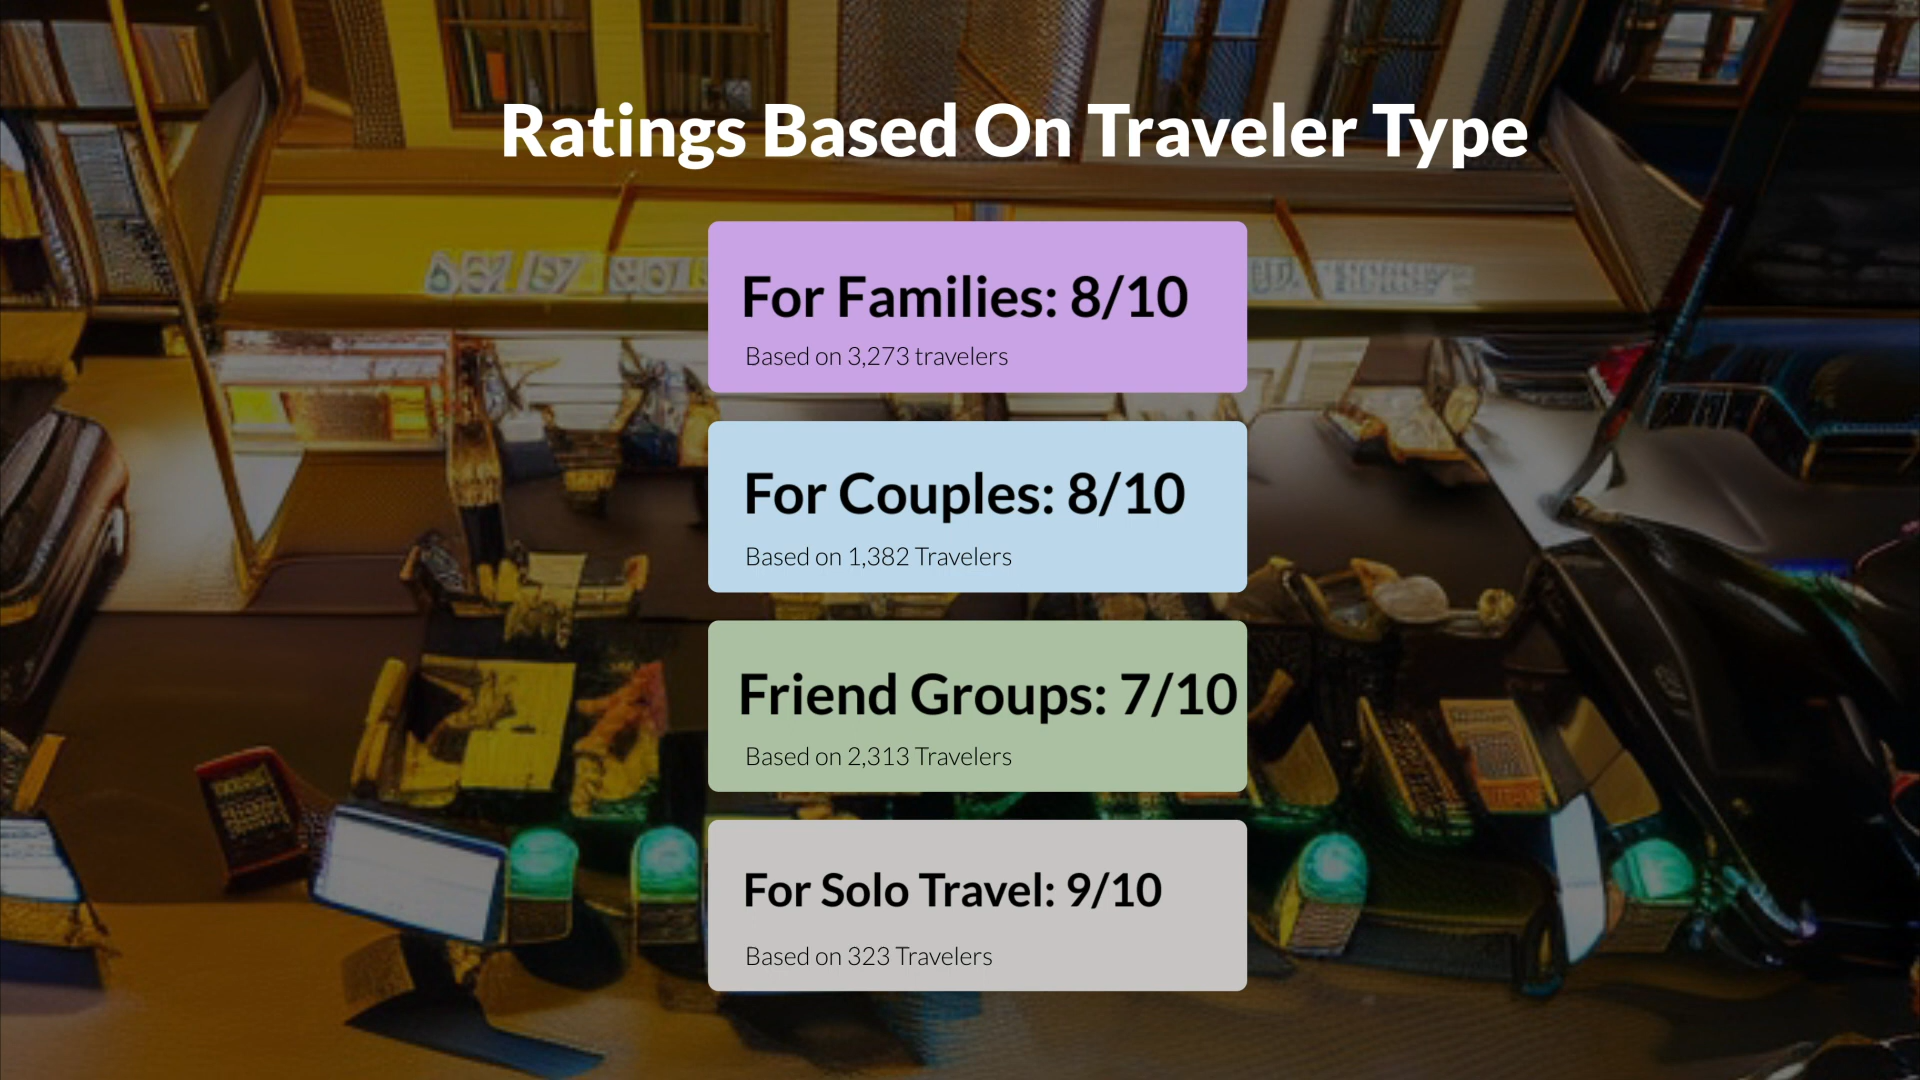 Ratings Based On Traveler Type
For Families: 8/10
Based on 3,273 travelers
For Couples: 8/10
Based on 1,382 Travelers
Friend Groups: 7/10
Based on 2,313 Travelers
For Solo Travel: 9/10
Based on 323 Travelers